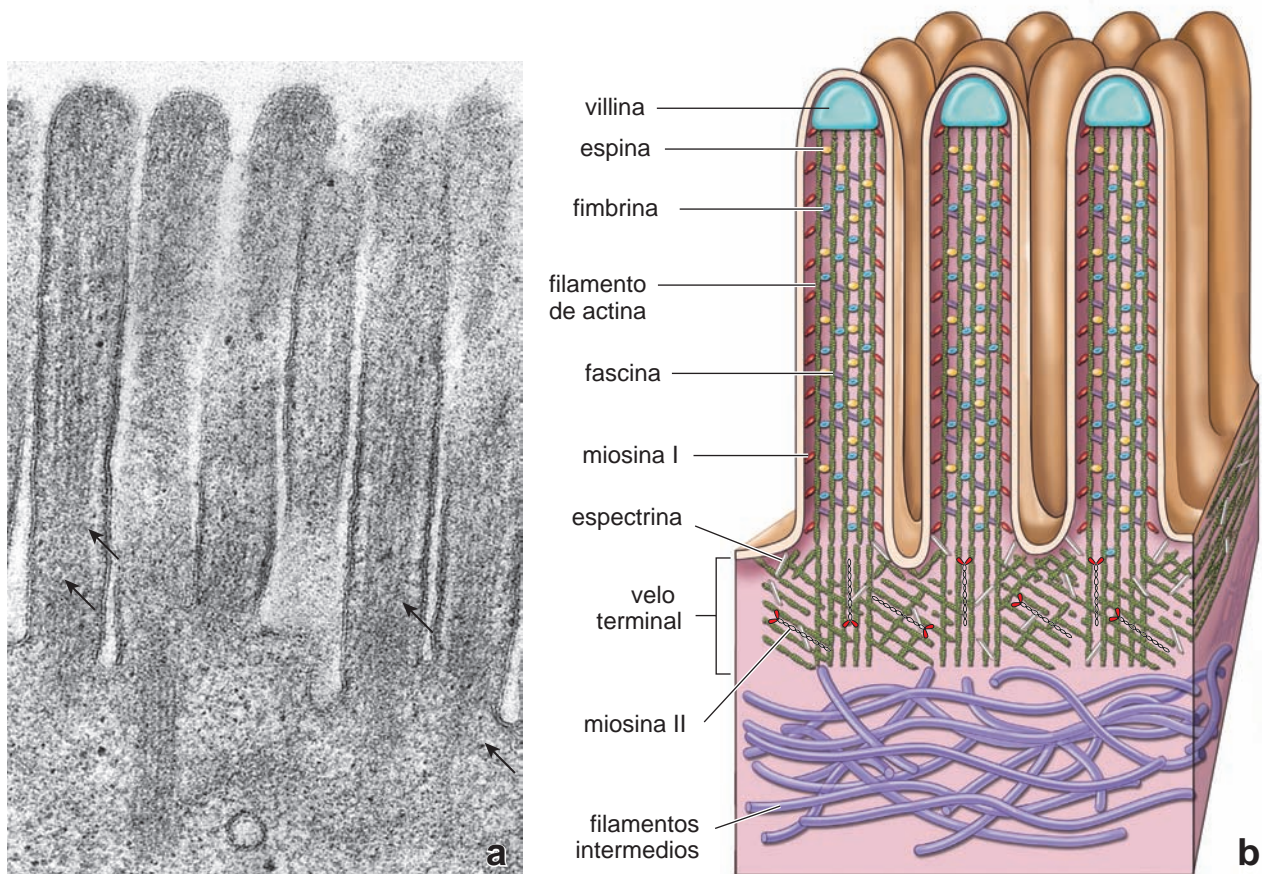 villina
espina
fimbrina
filamento
de actina
fascina
miosina I
espectrina
velo
terminal
miosina II
filamentos
intermedios
a
b